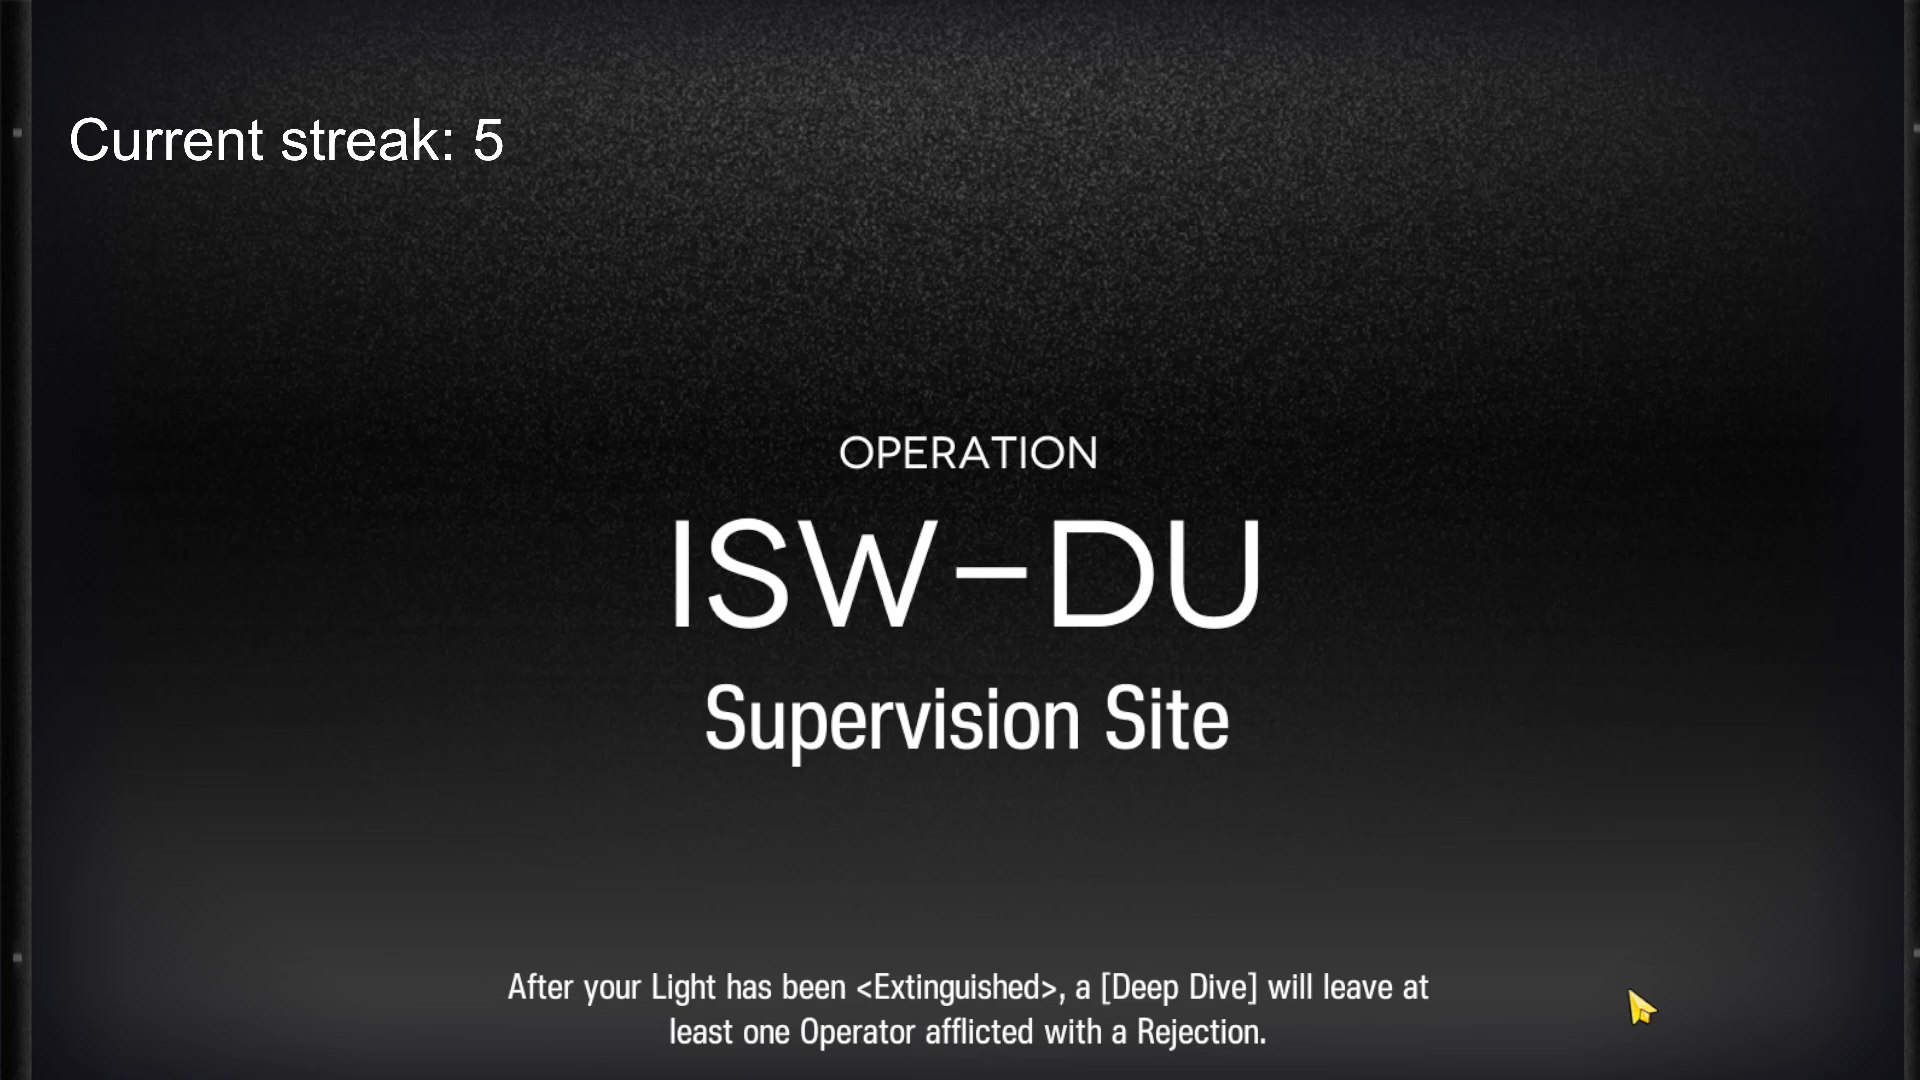 Current streak: 5
OPERATION
ISW-DU
Supervision Site
After your Light has been <Extinguished>, a [Deep Dive] will leave at
least one Operator afflicted with a Rejection.